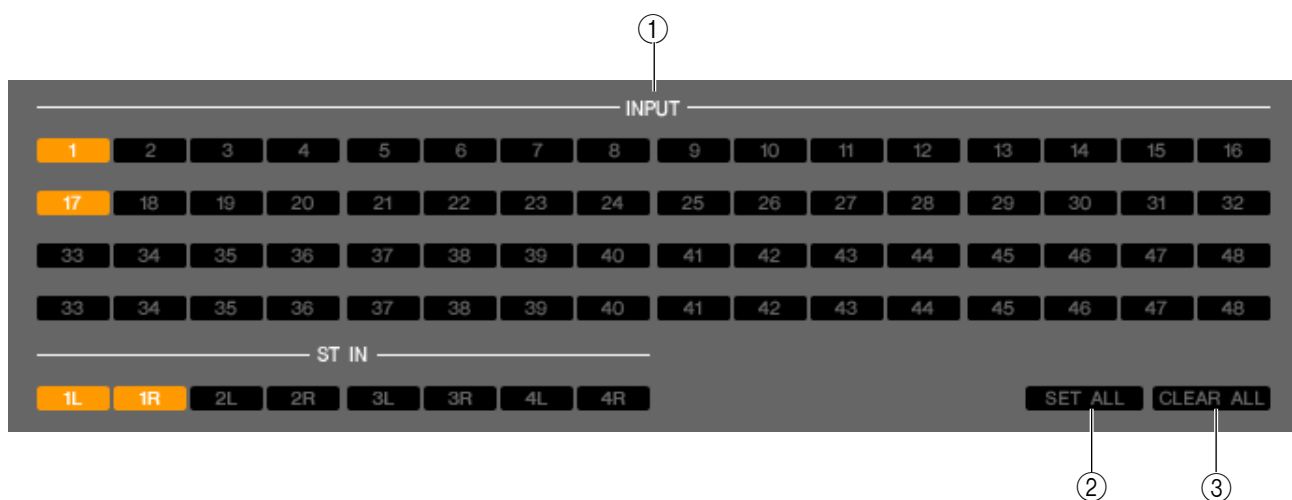 ①
INPUT
1 2 3 4 5 6 7 8 9 10 11 12 13 14 15 16
17 18 19 20 21 22 23 24 25 26 27 28 29 30 31 32
33 34 35 36 37 38 39 40 41 42 43 44 45 46 47 48
33 34 35 36 37 38 39 40 41 42 43 44 45 46 47 48
ST IN
1L 1R 2L 2R 3L 3R 4L 4R SET ALL CLEAR ALL
② ③